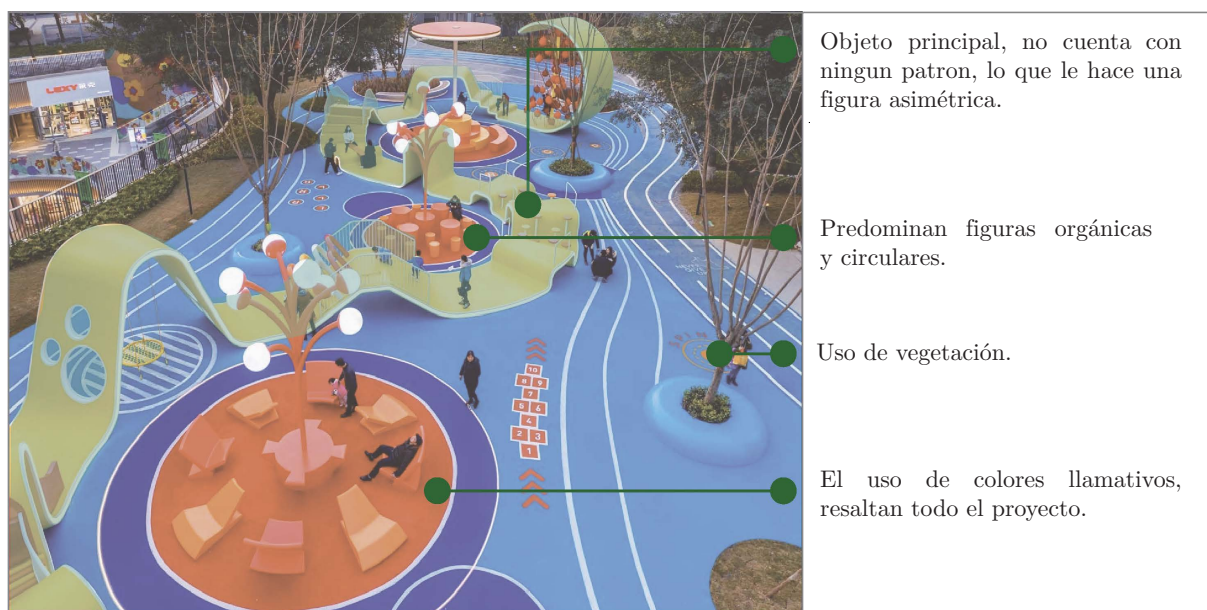 Objeto principal, no cuenta con
ningun patron, lo que le hace una
figura asimétrica.
Predominan figuras orgánicas
y circulares.
Uso de vegetación.
El uso de colores llamativos,
resaltan todo el proyecto.
LEXY
10
8 9
7
5 6
4
2 3
1